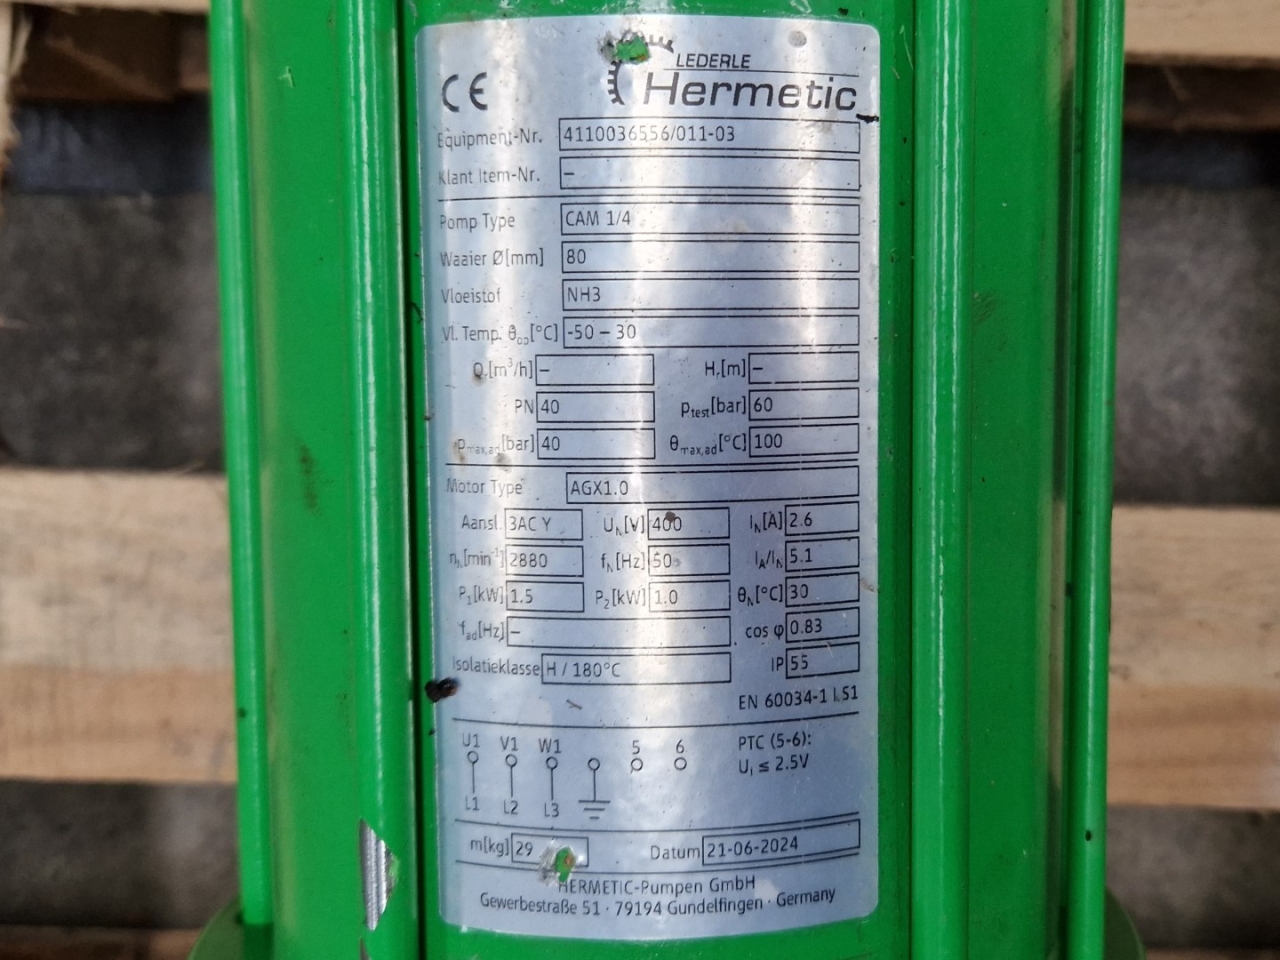 CE
LEDERLE
Hermetic
Equipment-Nr. 4110036556/011-03
Klant Item-Nr. –
Pomp Type CAM 1/4
Waaier Ø[mm] 80
Vloeistof NH3
Vl. Temp. θop[°C] -50 – 30
Qr[m³/h] – Hr[m] –
PN 40 ptest[bar] 60
pmax,ad[bar] 40 θmax,ad[°C] 100
Motor Type AGX1.0
Aansl. 3AC Y UN[V] 400 IN[A] 2.6
nN[min⁻¹] 2880 fN[Hz] 50 IA/IN 5.1
P1[kW] 1.5 P2[kW] 1.0 θN[°C] 30
fad[Hz] – cos φ 0.83
Isolatieklasse H / 180°C IP 55
EN 60034-1 | S1
U1 V1 W1 5 6 PTC (5-6):
U, ≤ 2.5V
L1 L2 L3
m[kg] 29 Datum 21-06-2024
HERMETIC-Pumpen GmbH
Gewerbestraße 51 · 79194 Gundelfingen · Germany